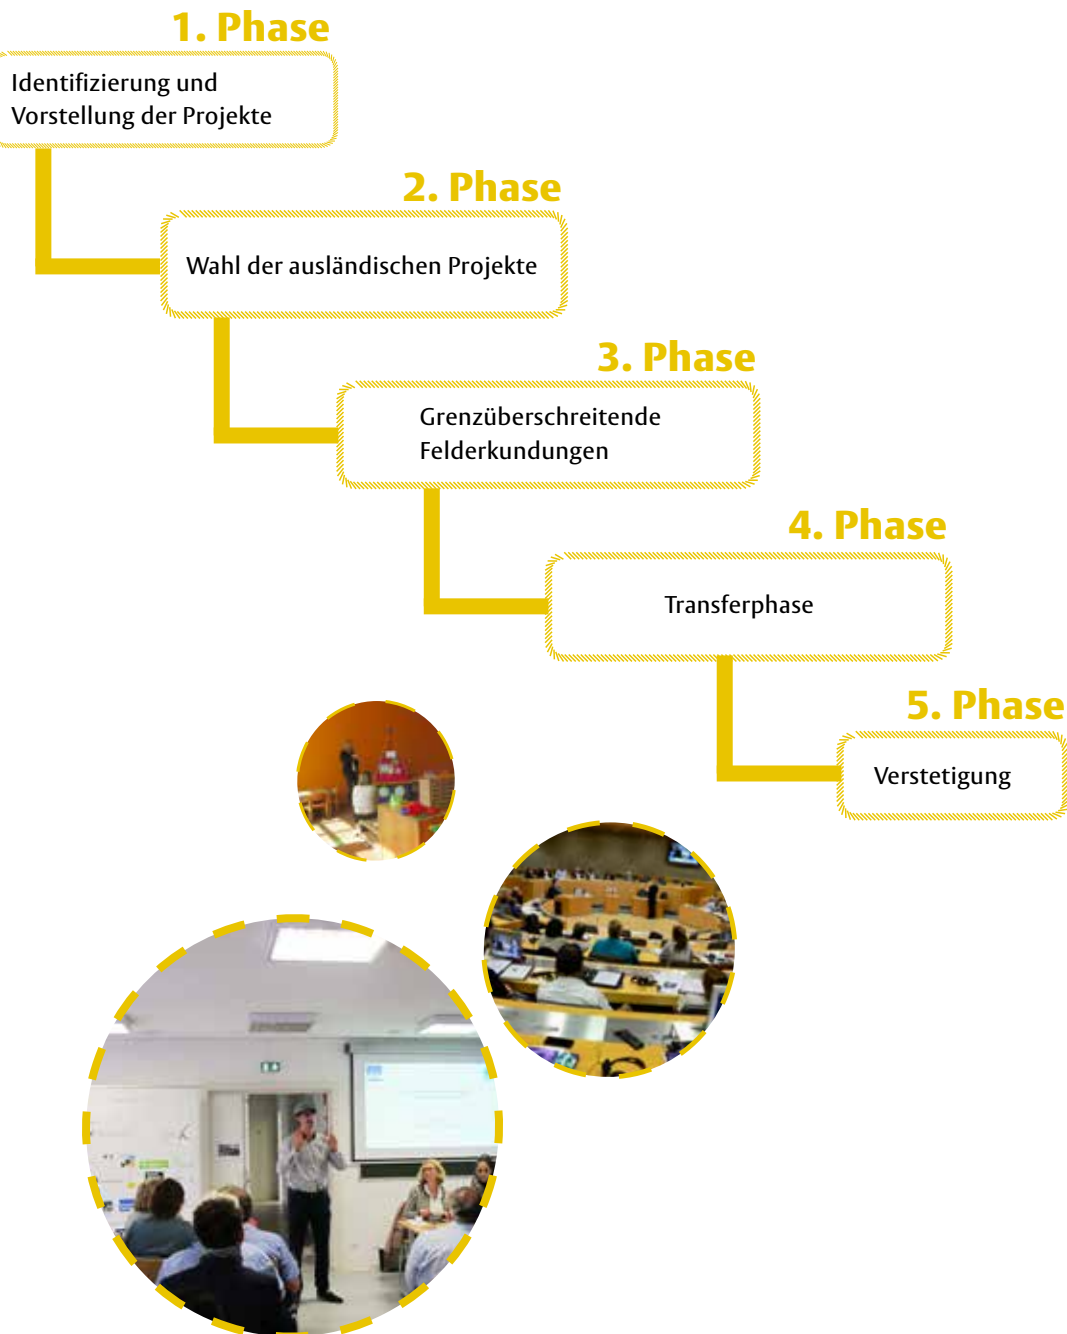 1. Phase
Identifizierung und
Vorstellung der Projekte
2. Phase
Wahl der ausländischen Projekte
3. Phase
Grenzüberschreitende
Felderkundungen
4. Phase
Transferphase
5. Phase
Verstetigung